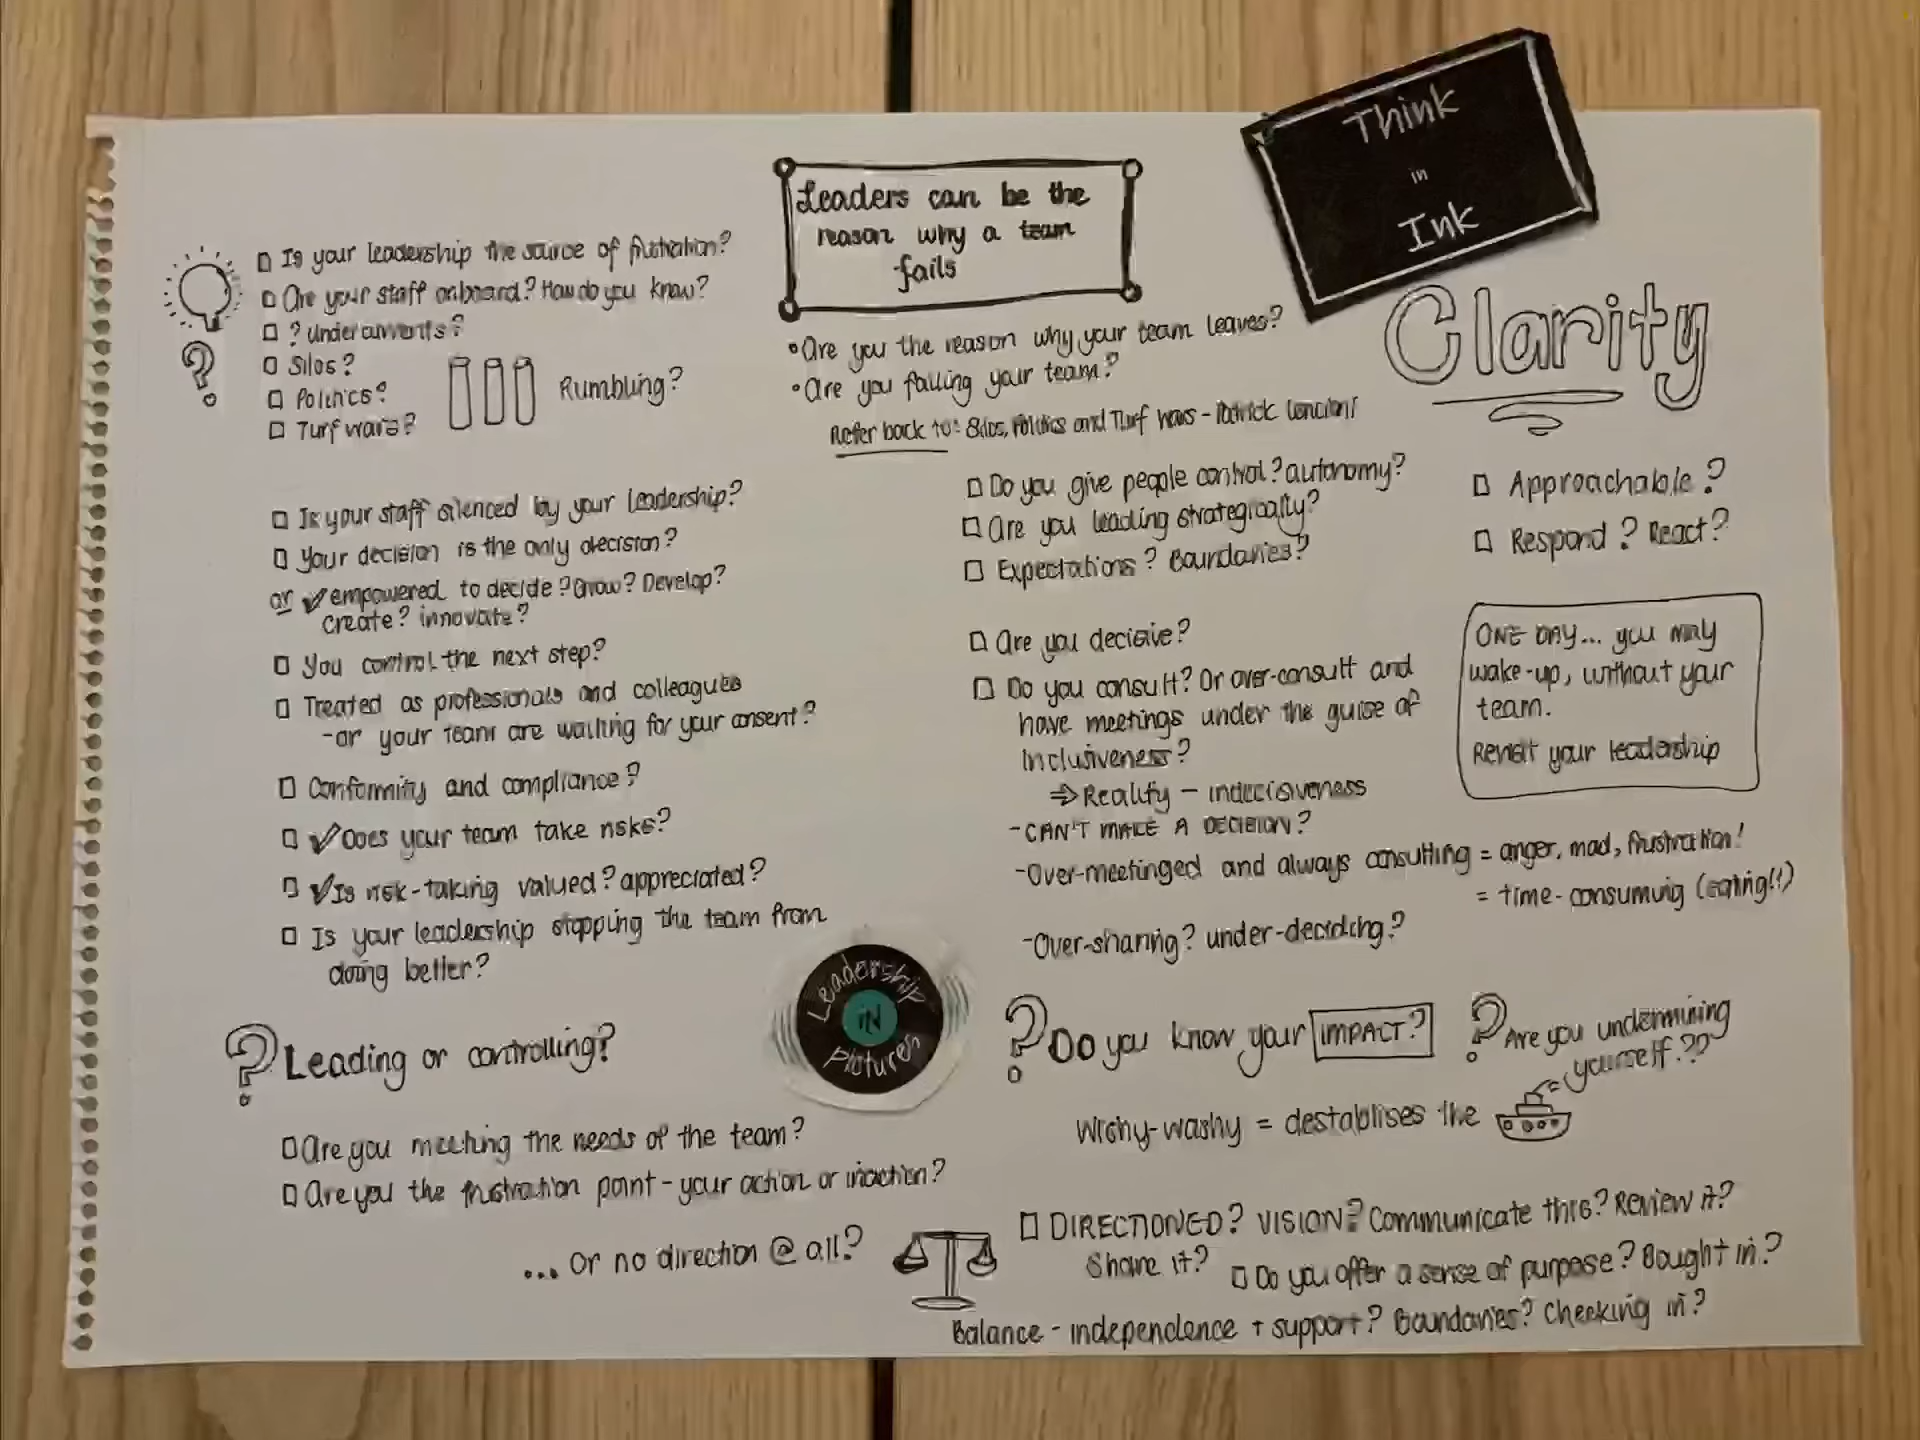 Think
in
Ink
Leaders can be the
reason why a team
fails
Clarity
□ Is your leadership the source of frustration?
□ Are your staff onboard? How do you know?
□ ? undercurrents?
□ Silos?
□ Politics?
□ Turf wars?
Rumbling?
• Are you the reason why your team leaves?
• Are you failing your team?
Refer back to: Silos, Politics and Turf Wars - Patrick Lencioni
□ Is your staff silenced by your leadership?
□ Your decision is the only decision?
or ✓ empowered to decide? Grow? Develop?
create? innovate?
□ You control the next step?
□ Treated as professionals and colleagues
- or your team are waiting for your consent?
□ Conformity and compliance?
□ ✓ Does your team take risks?
□ ✓ Is risk-taking valued? appreciated?
□ Is your leadership stopping the team from
doing better?
□ Do you give people control? autonomy?
□ Are you leading strategically?
□ Expectations? Boundaries?
□ Approachable?
□ Respond? React?
□ Are you decisive?
□ Do you consult? Or over-consult and
have meetings under the guise of
inclusiveness?
⇒ Reality - indecisiveness
- CAN'T MAKE A DECISION?
- Over-meetinged and always consulting = anger, mad, frustration!
= time-consuming (eating!!)
- Over-sharing? under-deciding?
ONE DAY... you may
wake-up, without your
team.
Revisit your leadership
Leadership
in
Pictures
? Leading or controlling?
□ Are you meeting the needs of the team?
□ Are you the frustration point - your action or inaction?
... Or no direction @ all?
? Do you know your IMPACT?
? Are you undermining
yourself??
Wishy-washy = destablises the
□ DIRECTIONED? VISION? Communicate this? Review it?
Share it? □ Do you offer a sense of purpose? Bought in?
Balance - independence + support? Boundaries? Checking in?